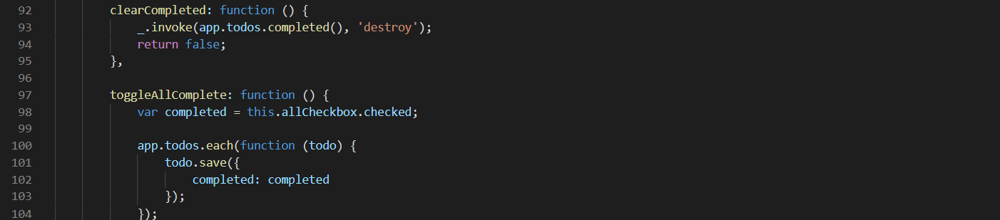 92 clearCompleted: function () {
93 _.invoke(app.todos.completed(), 'destroy');
94 return false;
95 },
96
97 toggleAllComplete: function () {
98 var completed = this.allCheckbox.checked;
99
100 app.todos.each(function (todo) {
101 todo.save({
102 completed: completed
103 });
104 });